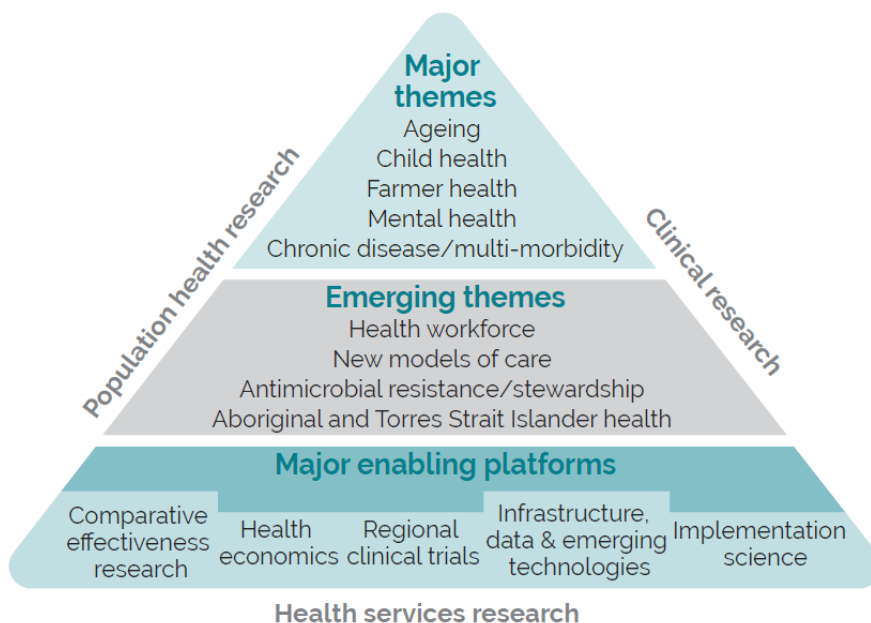 Major
themes
Ageing
Child health
Farmer health
Mental health
Chronic disease/multi-morbidity
Population health research
Clinical research
Emerging themes
Health workforce
New models of care
Antimicrobial resistance/stewardship
Aboriginal and Torres Strait Islander health
Major enabling platforms
Comparative
effectiveness
research
Health
economics
Regional
clinical trials
Infrastructure,
data & emerging
technologies
Implementation
science
Health services research